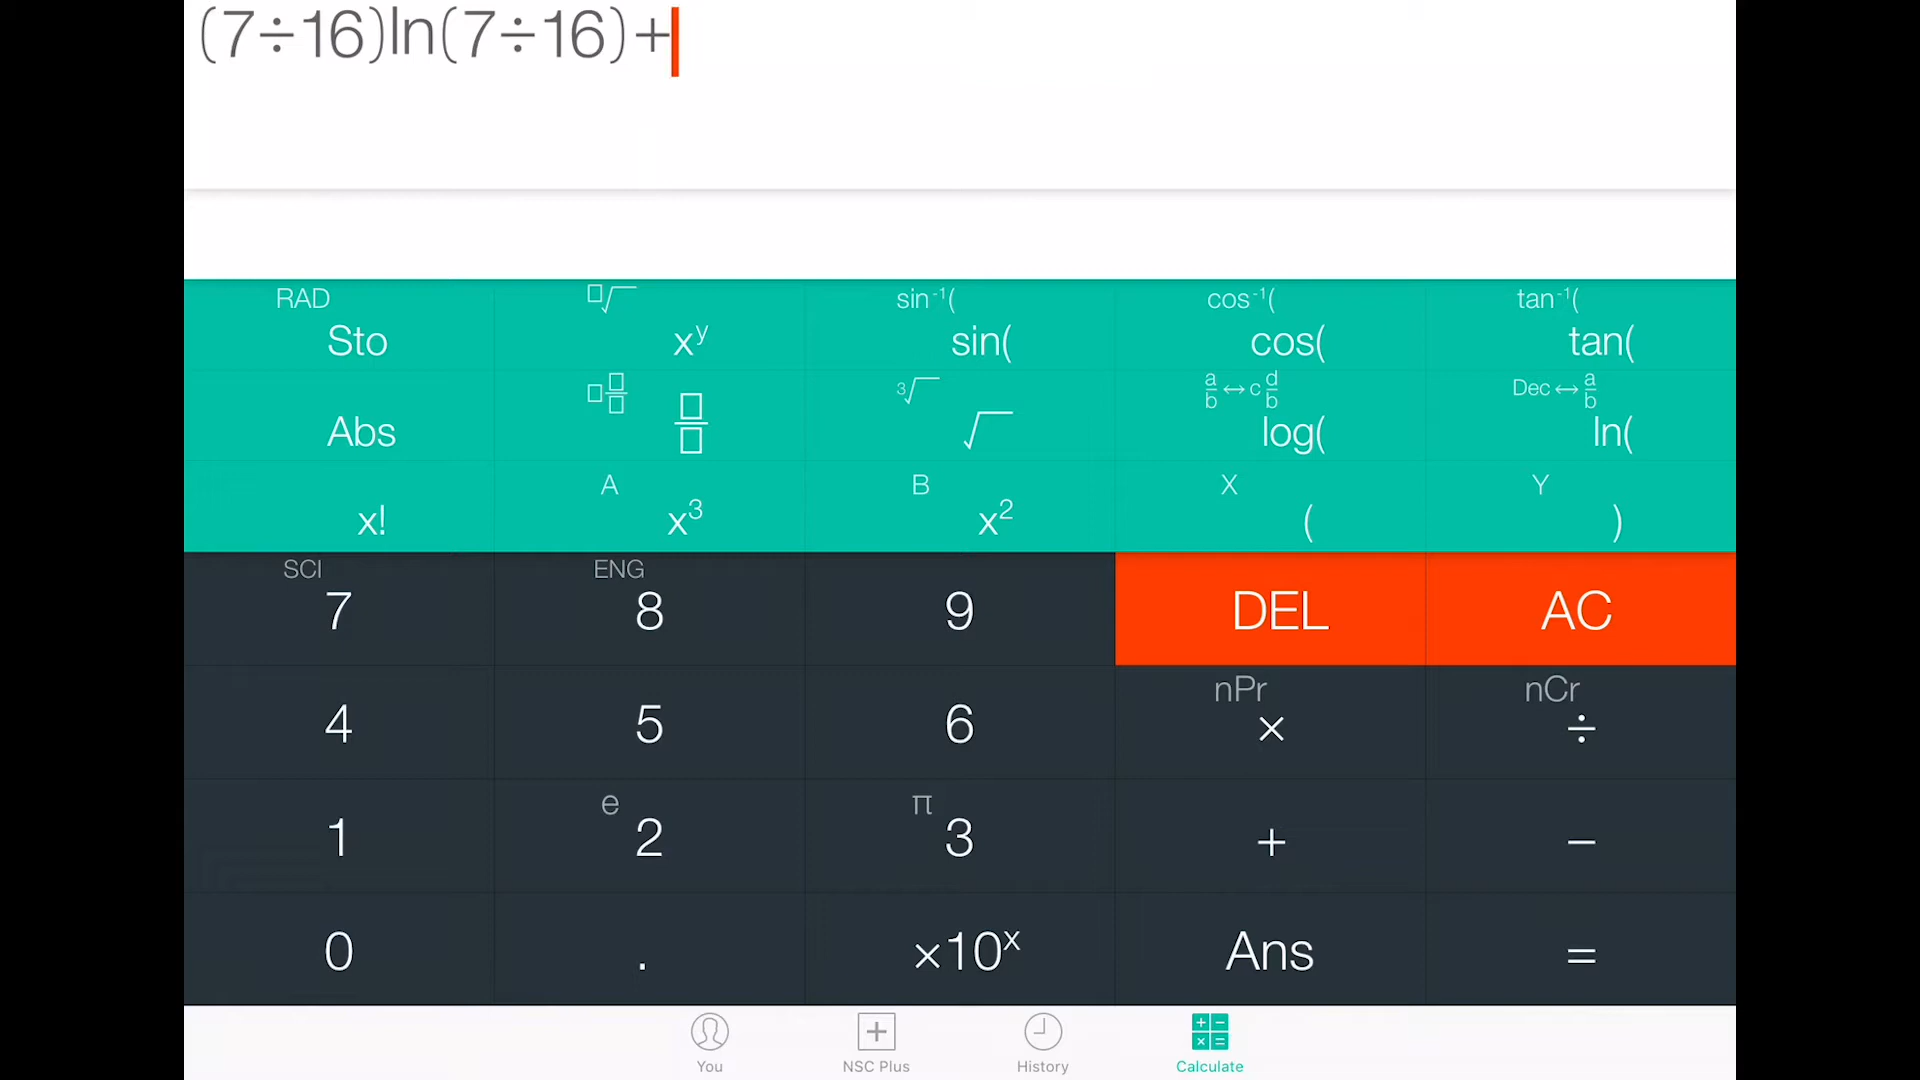 (7÷16)ln(7÷16)+
RAD √ sin⁻¹( cos⁻¹( tan⁻¹(
Sto xʸ sin( cos( tan(
³√ a/b↔c d/b Dec↔a/b
Abs √ log( ln(
A B X Y
x! x³ x² ( )
SCI ENG
7 8 9 DEL AC
nPr nCr
4 5 6 × ÷
e π
1 2 3 + −
0 . ×10ˣ Ans =
You NSC Plus History Calculate